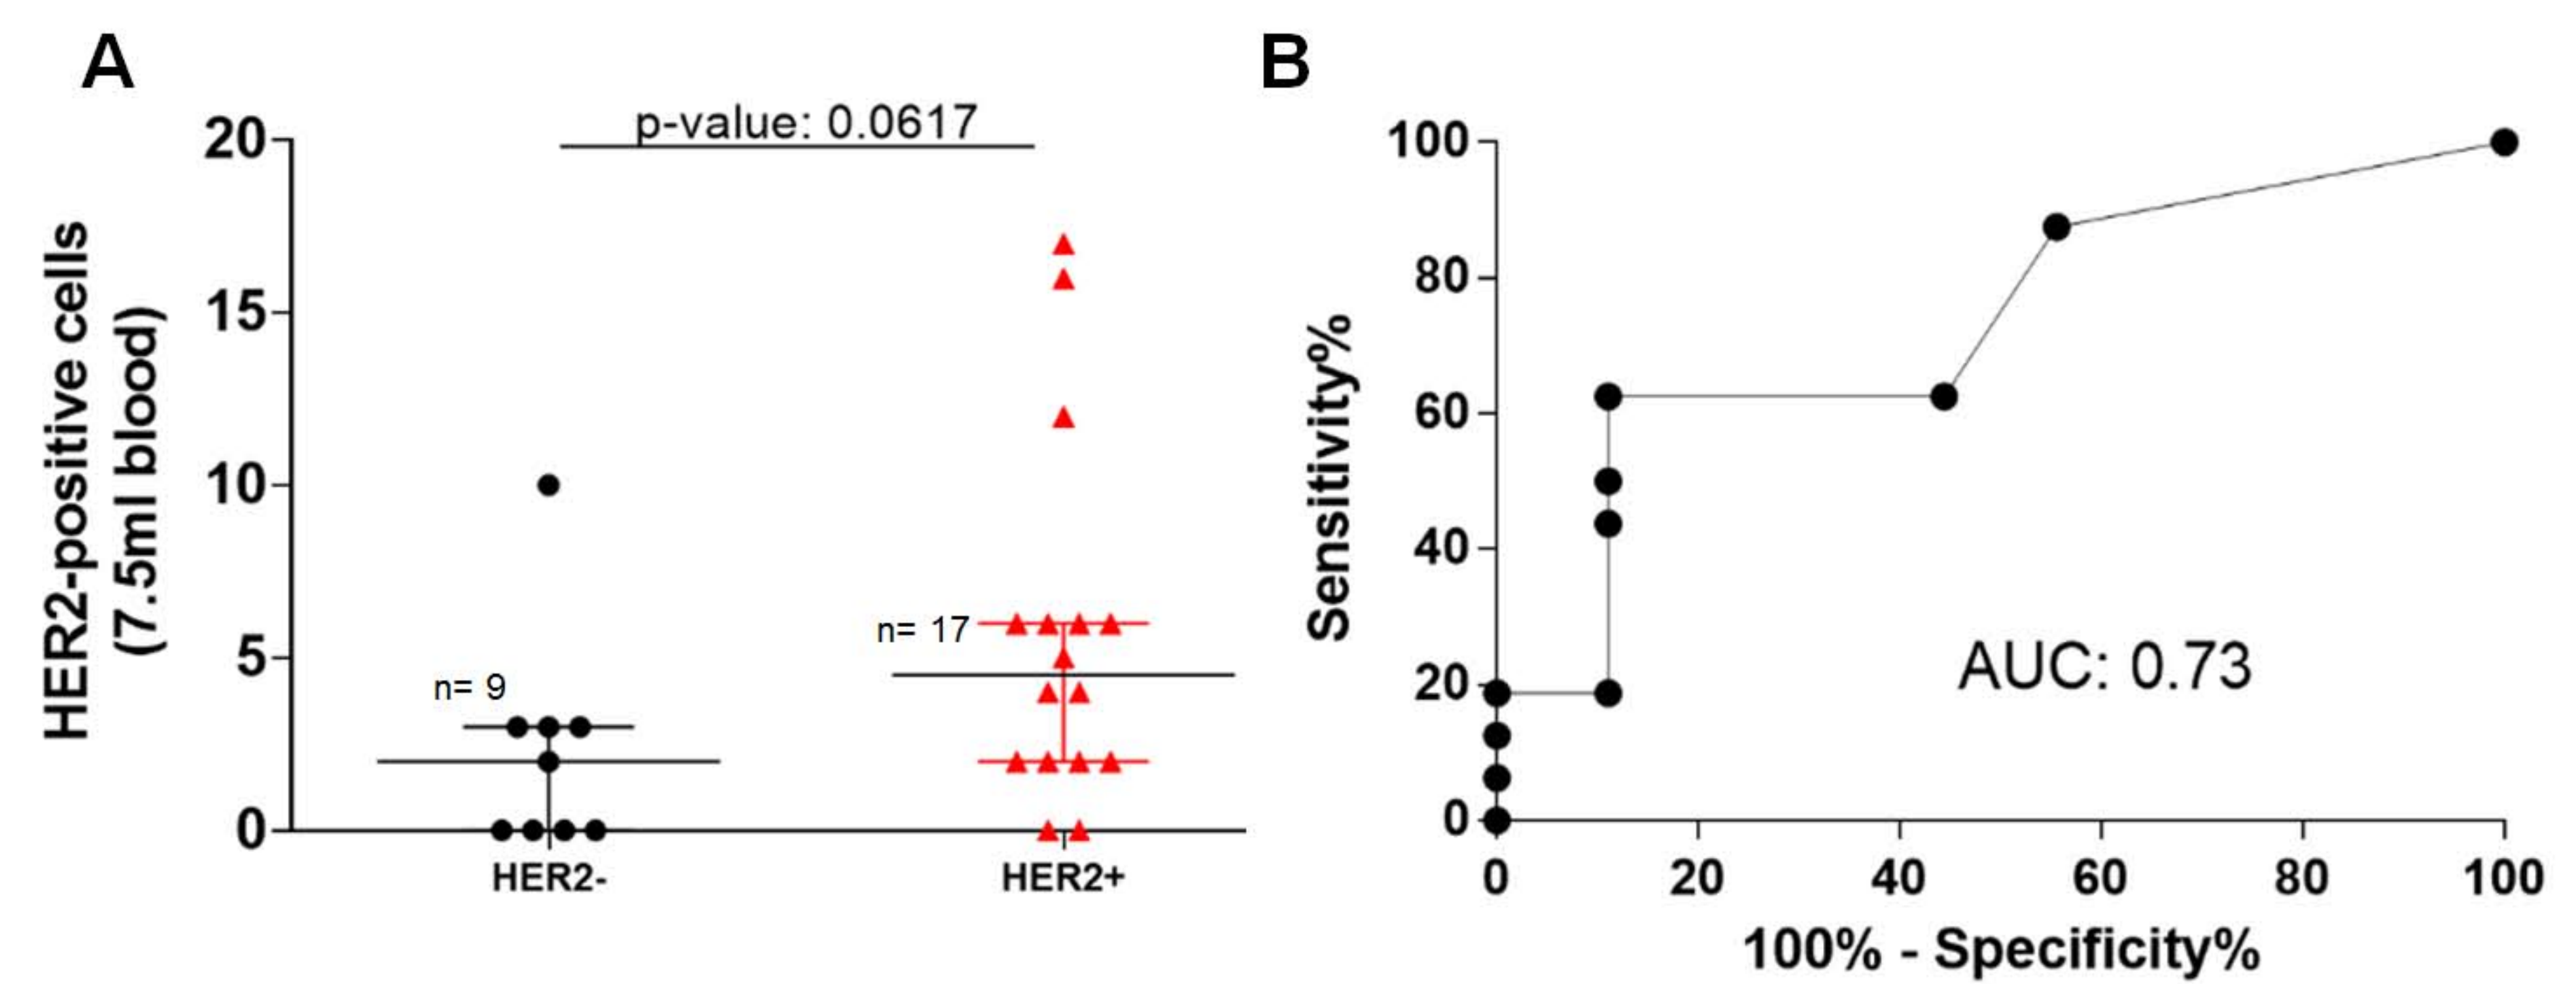 A
p-value: 0.0617
HER2-positive cells
(7.5ml blood)
20
15
10
5
0
n= 9
n= 17
HER2-
HER2+
B
Sensitivity%
100
80
60
40
20
0
AUC: 0.73
0 20 40 60 80 100
100% - Specificity%